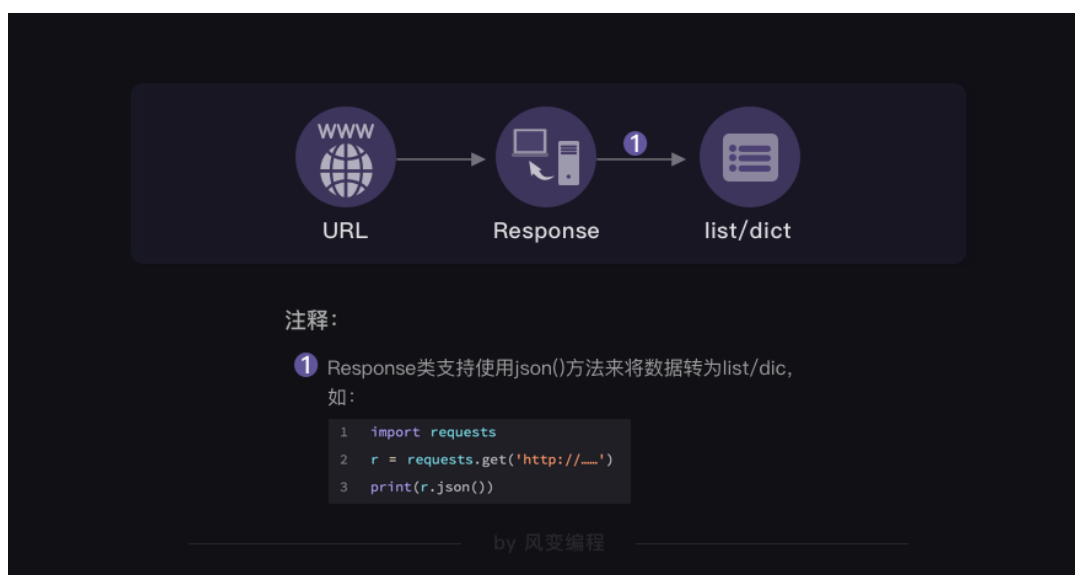 WWW
1
URL
Response
list/dict
注释：
1 Response类支持使用json()方法来将数据转为list/dic，
如：
1 import requests
2 r = requests.get('http://……')
3 print(r.json())
by 风变编程